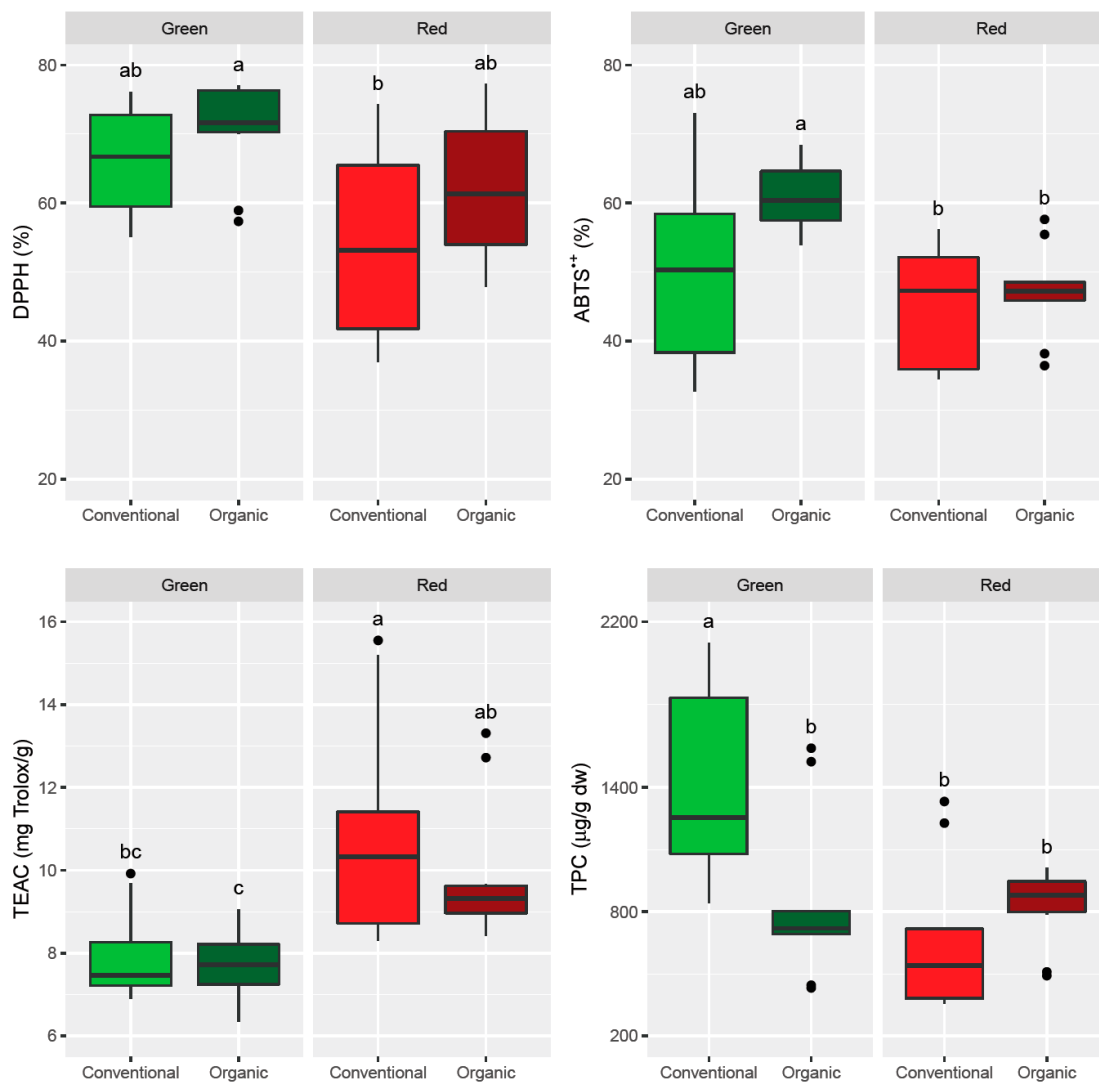 Green Red
80
60
40
20
DPPH (%)
ab a b ab
Conventional Organic Conventional Organic
Green Red
80
60
40
20
ABTS•+ (%)
ab a b b
Conventional Organic Conventional Organic
Green Red
16
14
12
10
8
6
TEAC (mg Trolox/g)
bc c a ab
Conventional Organic Conventional Organic
Green Red
2200
1400
800
200
TPC (µg/g dw)
a b b b
Conventional Organic Conventional Organic